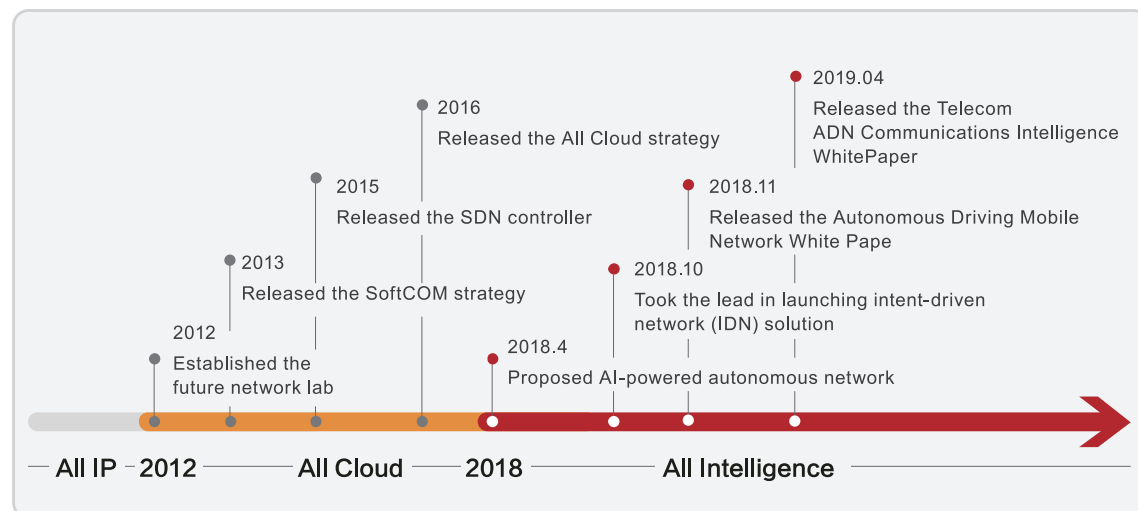 2019.04
Released the Telecom
ADN Communications Intelligence
WhitePaper
2016
Released the All Cloud strategy
2018.11
Released the Autonomous Driving Mobile
Network White Pape
2015
Released the SDN controller
2018.10
Took the lead in launching intent-driven
network (IDN) solution
2013
Released the SoftCOM strategy
2012
Established the
future network lab
2018.4
Proposed AI-powered autonomous network
All IP 2012 All Cloud 2018 All Intelligence